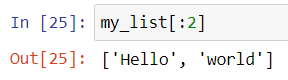 In [25]: my_list[:2]
Out[25]: ['Hello', 'world']